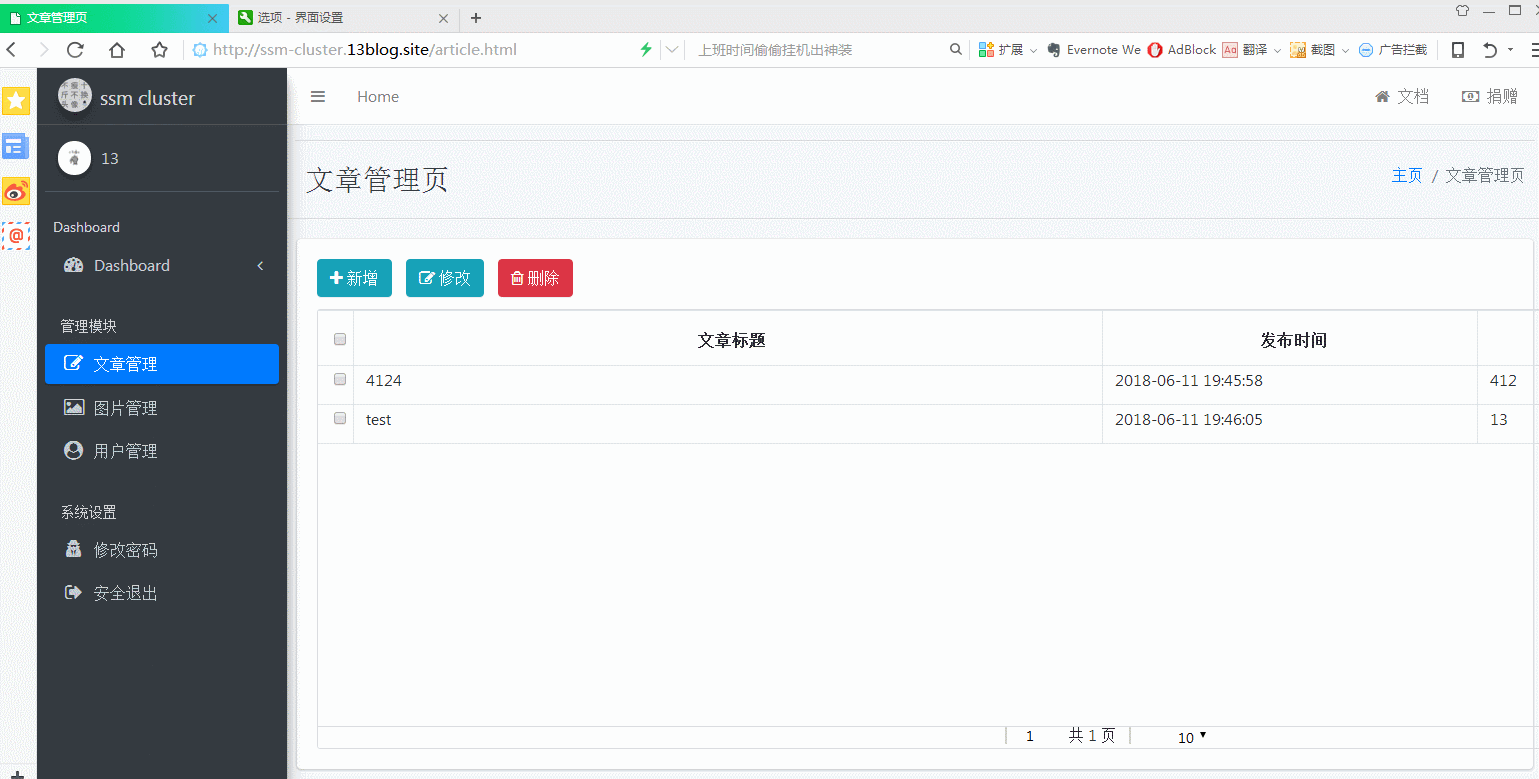 文章管理页
选项 - 界面设置
http://ssm-cluster.13blog.site/article.html
上班时间偷偷挂机出神装
扩展
Evernote We
AdBlock
Aa 翻译
截图
广告拦截
ssm cluster
Home
文档
捐赠
13
文章管理页
主页 / 文章管理页
Dashboard
Dashboard
管理模块
文章管理
图片管理
用户管理
系统设置
修改密码
安全退出
新增
修改
删除
文章标题 发布时间
4124 2018-06-11 19:45:58 412
test 2018-06-11 19:46:05 13
1 共 1 页 10